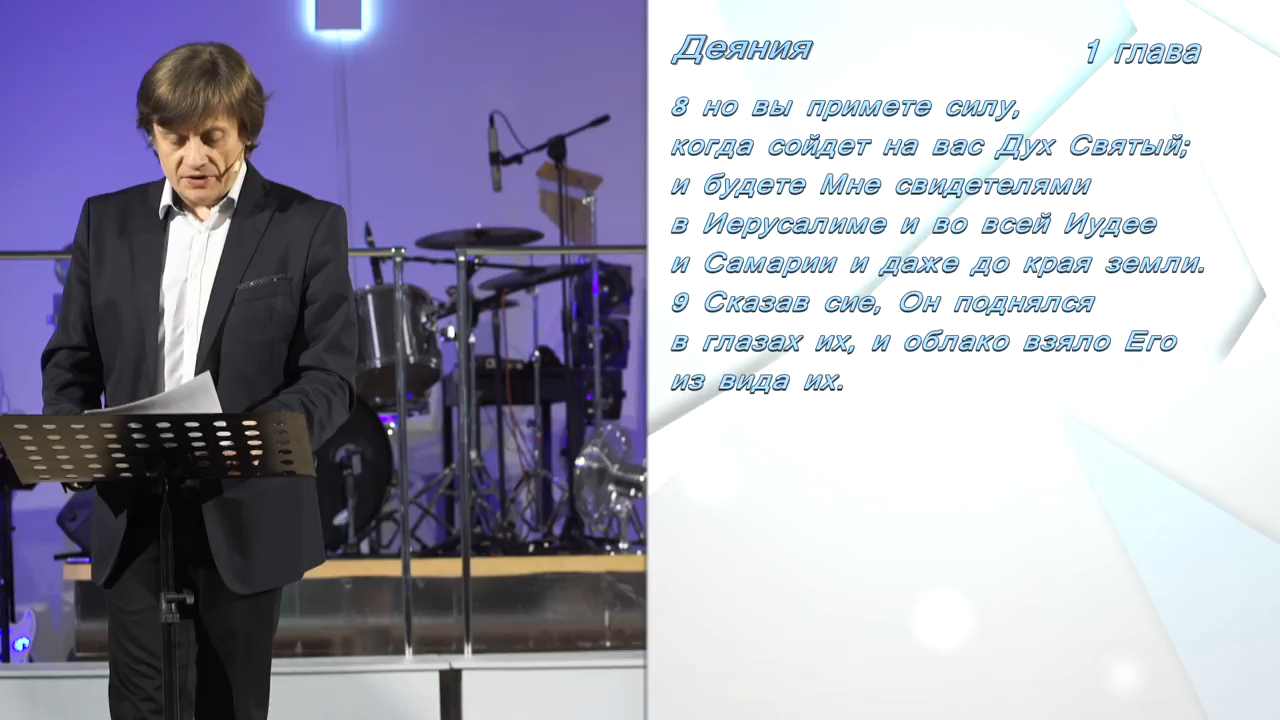 Деяния
1 глава
8 но вы примете силу,
когда сойдет на вас Дух Святый;
и будете Мне свидетелями
в Иерусалиме и во всей Иудее
и Самарии и даже до края земли.
9 Сказав сие, Он поднялся
в глазах их, и облако взяло Его
из вида их.